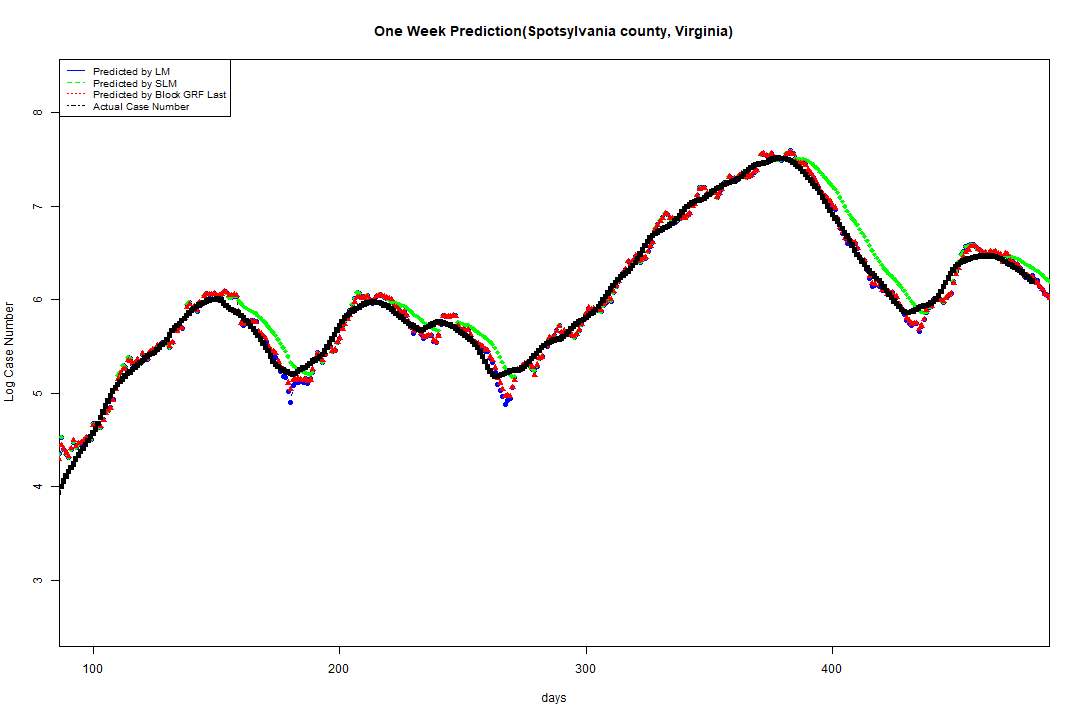 One Week Prediction(Spotsylvania county, Virginia)
Predicted by LM
Predicted by SLM
Predicted by Block GRF Last
Actual Case Number
8
7
6
5
4
3
Log Case Number
100 200 300 400
days